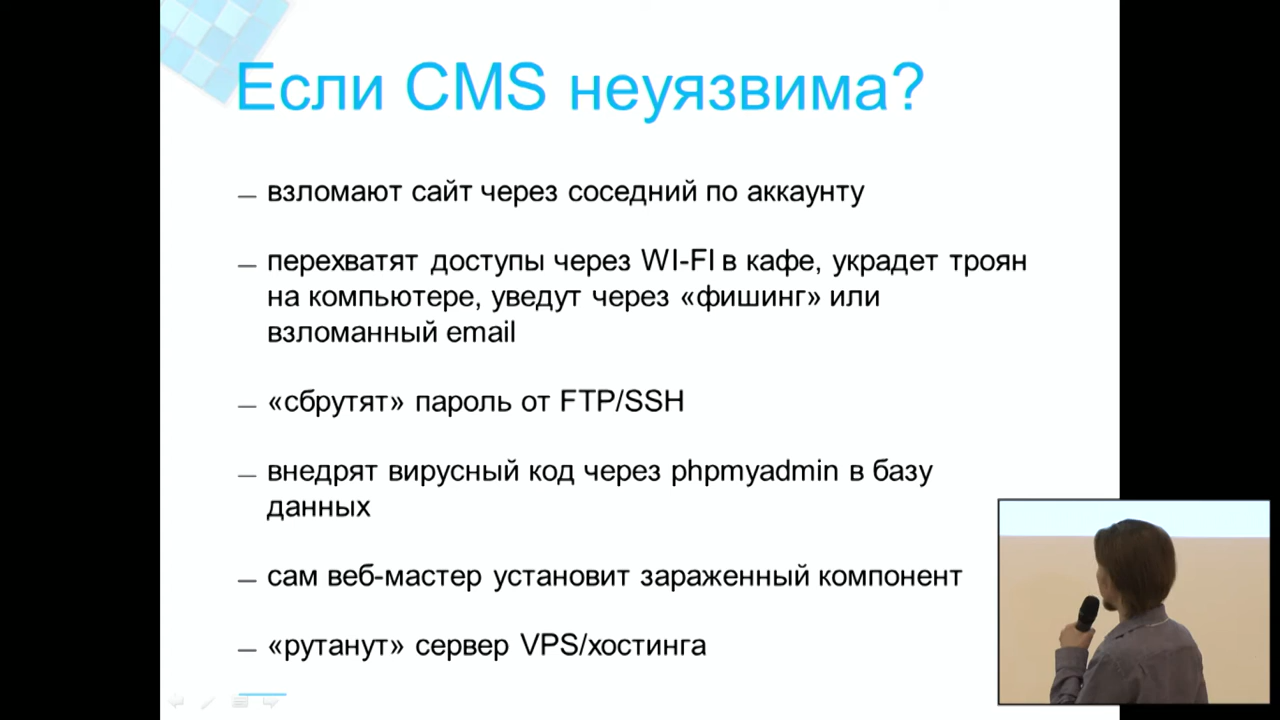 Если CMS неуязвима?
— взломают сайт через соседний по аккаунту
— перехватят доступы через WI-FI в кафе, украдет троян
на компьютере, уведут через «фишинг» или
взломанный email
— «сбрутят» пароль от FTP/SSH
— внедрят вирусный код через phpmyadmin в базу
данных
— сам веб-мастер установит зараженный компонент
— «рутанут» сервер VPS/хостинга